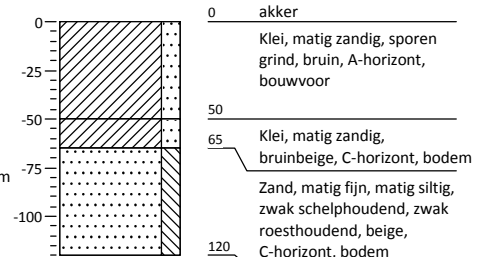 0
-25
-50
-75
-100
m
0 akker
Klei, matig zandig, sporen
grind, bruin, A-horizont,
bouwvoor
50
65
Klei, matig zandig,
bruinbeige, C-horizont, bodem
Zand, matig fijn, matig siltig,
zwak schelphoudend, zwak
roesthoudend, beige,
120
C-horizont, bodem